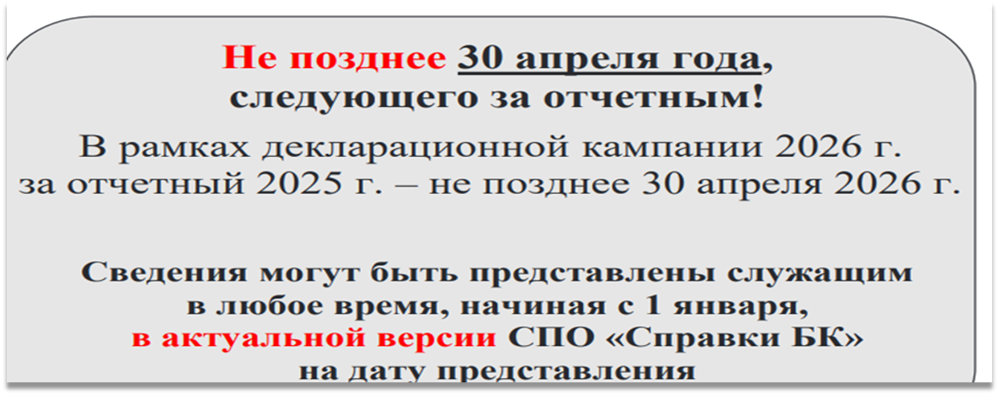 Не позднее 30 апреля года,
следующего за отчетным!
В рамках декларационной кампании 2026 г.
за отчетный 2025 г. – не позднее 30 апреля 2026 г.
Сведения могут быть представлены служащим
в любое время, начиная с 1 января,
в актуальной версии СПО «Справки БК»
на дату представления